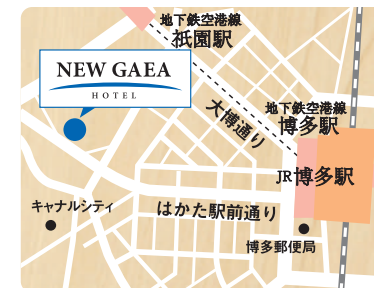 地下鉄空港線
祇園駅
NEW GAEA
HOTEL
大博通り
地下鉄空港線
博多駅
JR博多駅
キャナルシティ
はかた駅前通り
博多郵便局